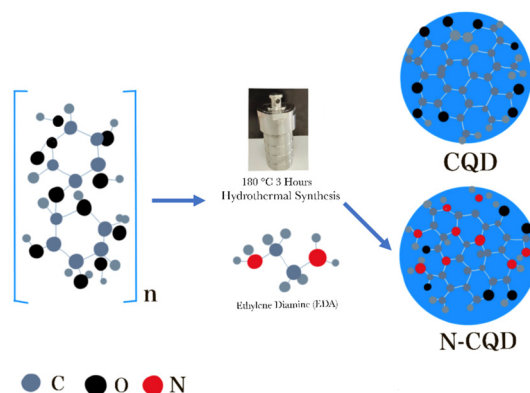 CQD
180 °C 3 Hours
Hydrothermal Synthesis
n
Ethylene Diamine (EDA)
N-CQD
C O N